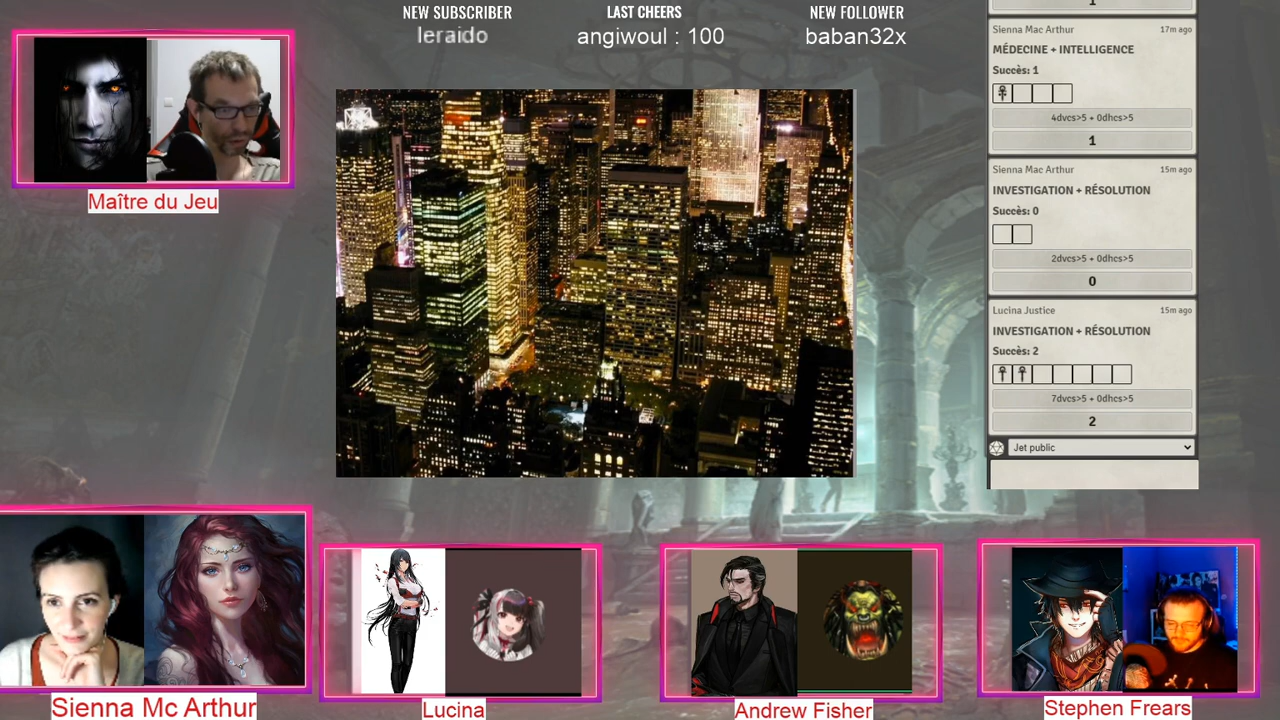 NEW SUBSCRIBER
leraido
LAST CHEERS
angiwoul : 100
NEW FOLLOWER
baban32x
Maître du Jeu
1
Sienna Mac Arthur 17m ago
MÉDECINE + INTELLIGENCE
Succès: 1
4dvcs>5 + 0dhcs>5
1
Sienna Mac Arthur 15m ago
INVESTIGATION + RÉSOLUTION
Succès: 0
2dvcs>5 + 0dhcs>5
0
Lucina Justice 15m ago
INVESTIGATION + RÉSOLUTION
Succès: 2
7dvcs>5 + 0dhcs>5
2
Jet public
Sienna Mc Arthur
Lucina
Andrew Fisher
Stephen Frears